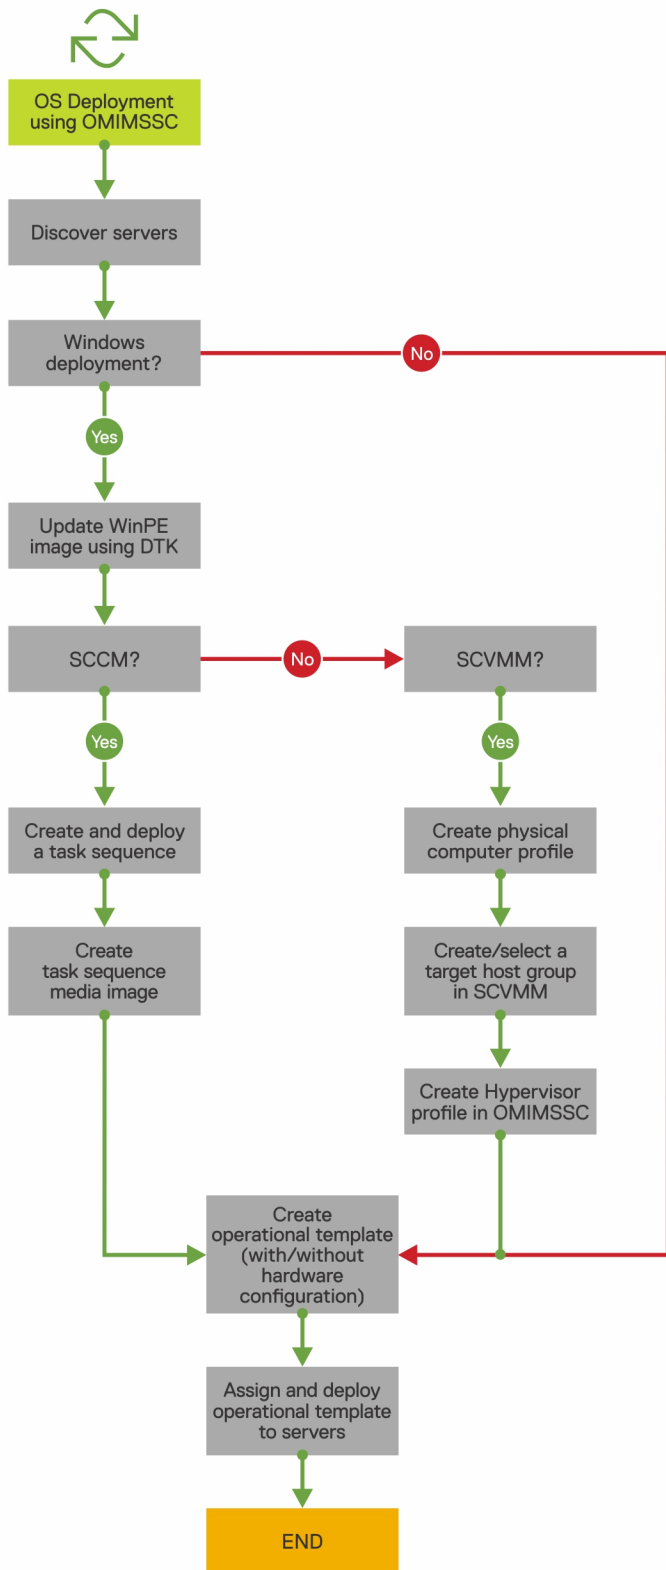 OS Deployment
using OMIMSSC
Discover servers
Windows
deployment?
No
Yes
Update WinPE
image using DTK
SCCM?
No
SCVMM?
Yes
Yes
Create and deploy
a task sequence
Create physical
computer profile
Create
task sequence
media image
Create/select a
target host group
in SCVMM
Create Hypervisor
profile in OMIMSSC
Create
operational template
(with/without
hardware
configuration)
Assign and deploy
operational template
to servers
END